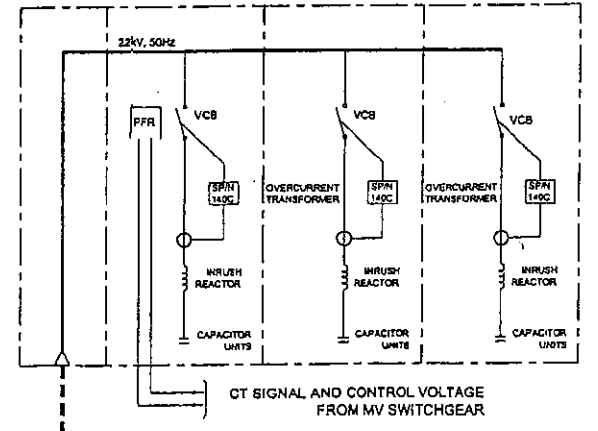 22kV, 50Hz
PFR
VCB
VCB
VCB
SP/N
140C
SP/N
140C
SP/N
140C
OVERCURRENT
TRANSFORMER
OVERCURRENT
TRANSFORMER
INRUSH
REACTOR
INRUSH
REACTOR
INRUSH
REACTOR
CAPACITOR
UNITS
CAPACITOR
UNITS
CAPACITOR
UNITS
CT SIGNAL AND CONTROL VOLTAGE
FROM MV SWITCHGEAR